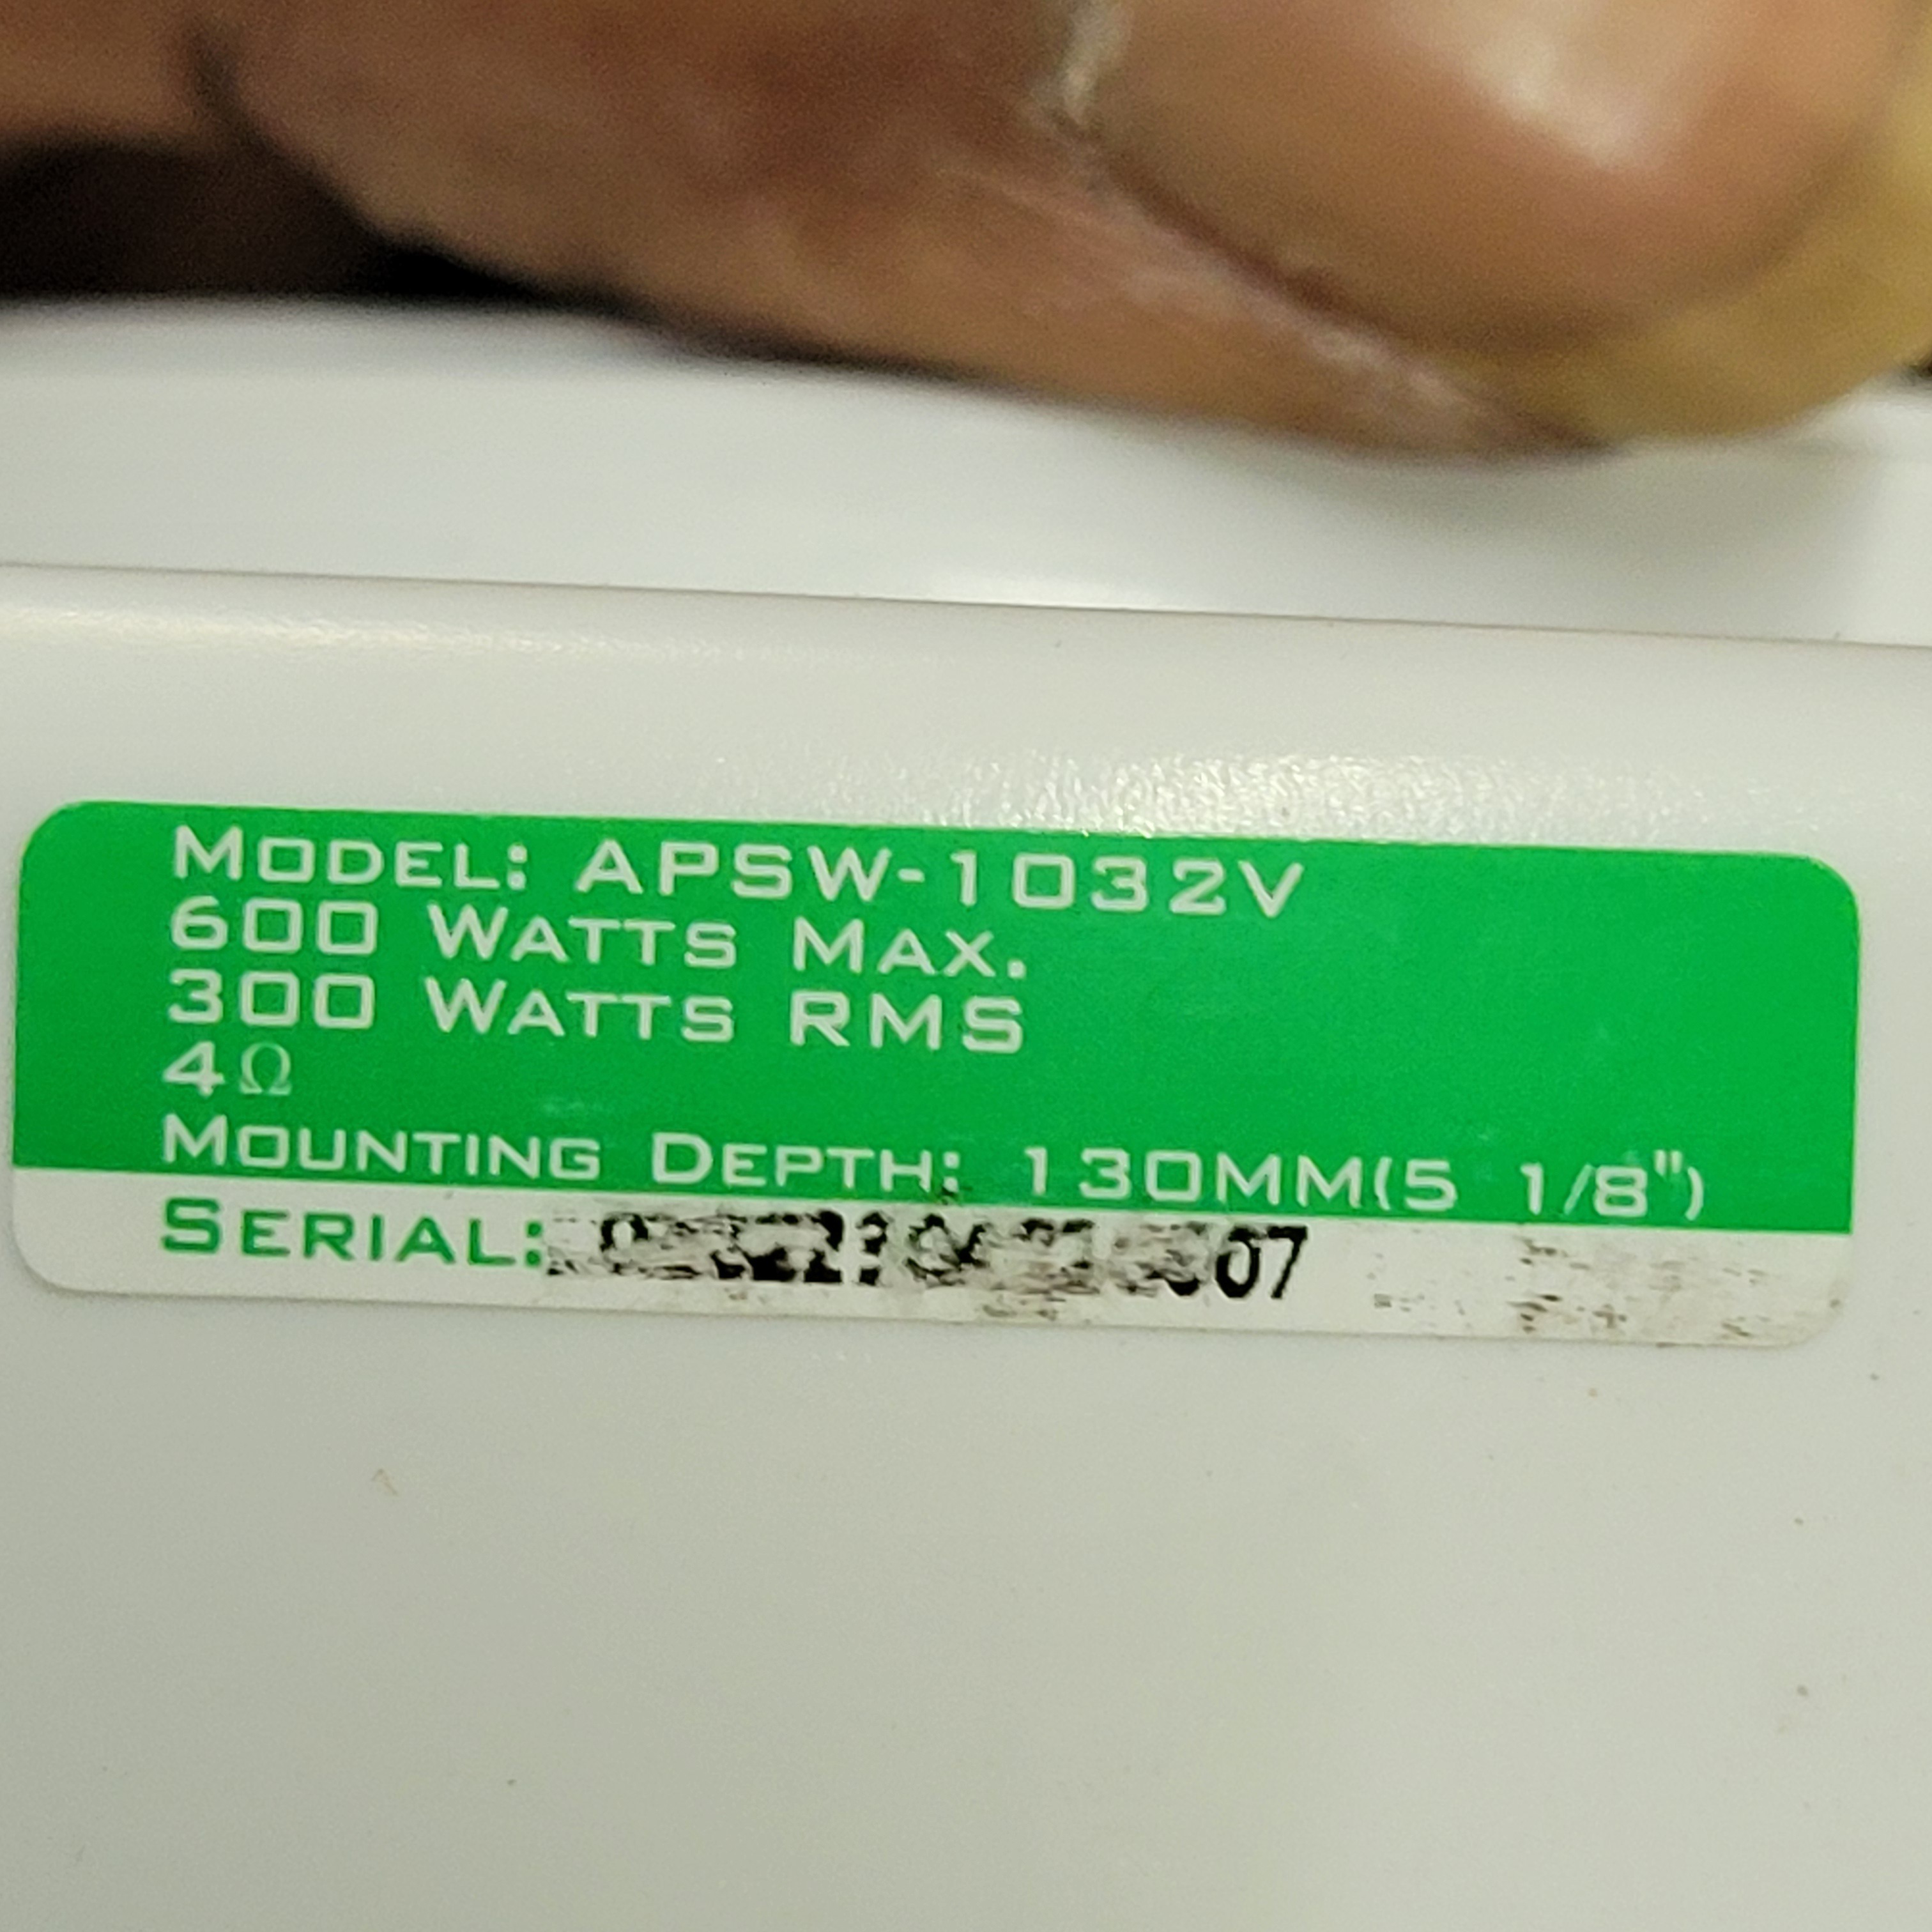 MODEL: APSW-1032V
600 WATTS MAX.
300 WATTS RMS
4Ω
MOUNTING DEPTH: 130MM(5 1/8")
SERIAL: